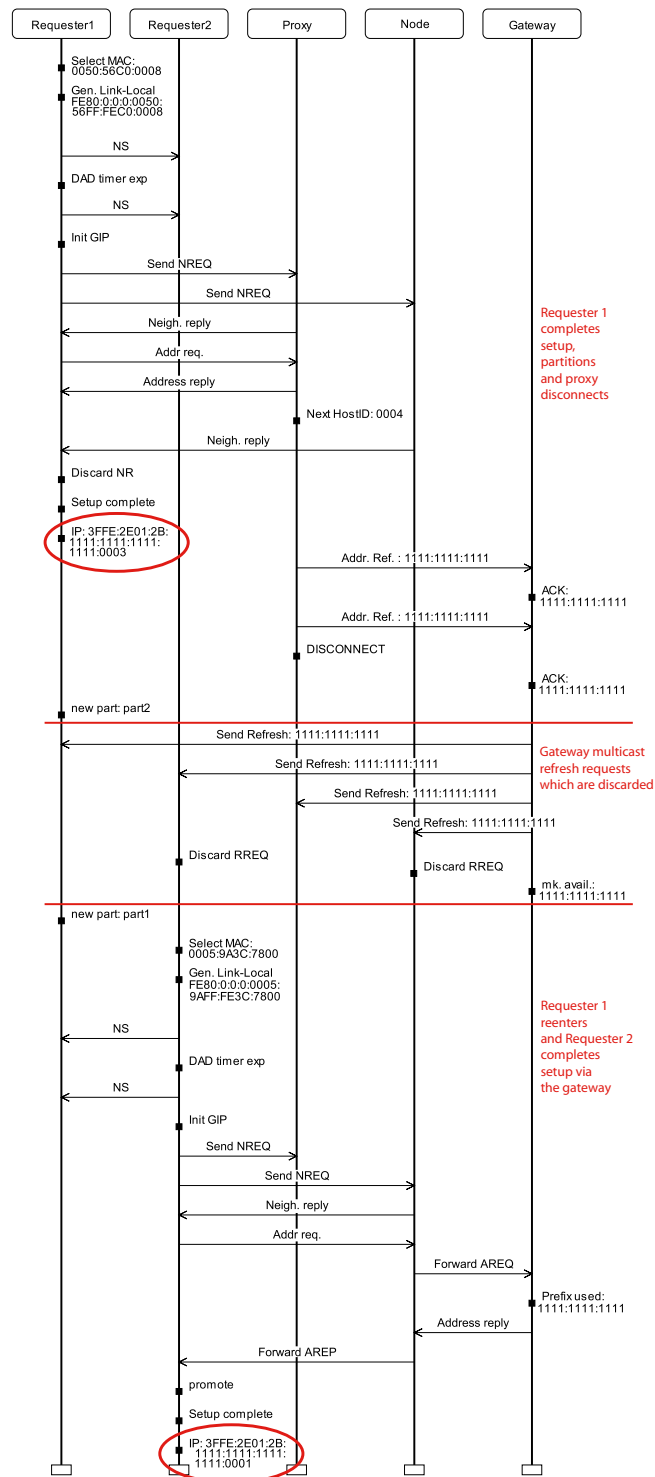 Requester1
Requester2
Proxy
Node
Gateway
Select MAC:
0050:56C0:0008
Gen. Link-Local
FE80:0:0:0:0050:
56FF:FEC0:0008
NS
DAD timer exp
NS
Init GIP
Send NREQ
Send NREQ
Neigh. reply
Addr req.
Address reply
Next HostID: 0004
Neigh. reply
Discard NR
Setup complete
IP: 3FFE:2E01:2B:
1111:1111:1111:
1111:0003
Requester 1
completes
setup,
partitions
and proxy
disconnects
Addr. Ref. : 1111:1111:1111
ACK:
1111:1111:1111
Addr. Ref. : 1111:1111:1111
DISCONNECT
ACK:
1111:1111:1111
new part: part2
Send Refresh: 1111:1111:1111
Send Refresh: 1111:1111:1111
Send Refresh: 1111:1111:1111
Send Refresh: 1111:1111:1111
Gateway multicast
refresh requests
which are discarded
Discard RREQ
Discard RREQ
mk. avail.:
1111:1111:1111
new part: part1
Select MAC:
0005:9A3C:7800
Gen. Link-Local
FE80:0:0:0:0005:
9AFF:FE3C:7800
NS
DAD timer exp
NS
Init GIP
Requester 1
reenters
and Requester 2
completes
setup via
the gateway
Send NREQ
Send NREQ
Neigh. reply
Addr req.
Forward AREQ
Prefix used:
1111:1111:1111
Address reply
Forward AREP
promote
Setup complete
IP: 3FFE:2E01:2B:
1111:1111:1111:
1111:0001